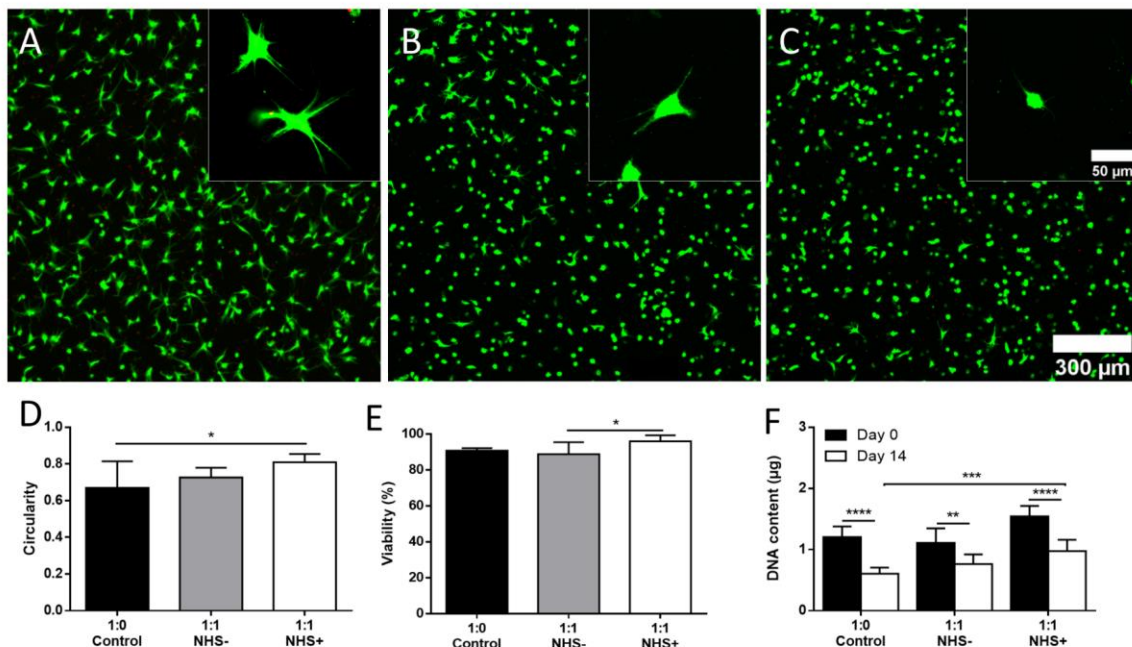 A
B
C
50 µm
300 µm
D
Circularity
1.0
0.8
0.6
0.4
0.2
0.0
*
1:0
Control
1:1
NHS-
1:1
NHS+
E
Viability (%)
100
80
60
40
20
0
*
1:0
Control
1:1
NHS-
1:1
NHS+
F
Day 0
Day 14
DNA content (µg)
3
2
1
0
***
****
**
****
1:0
Control
1:1
NHS-
1:1
NHS+